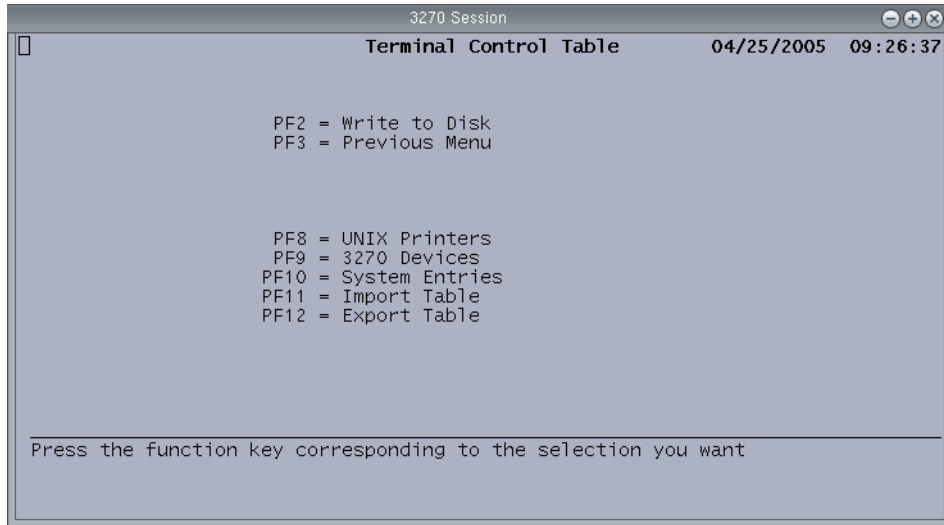 3270 Session
Terminal Control Table 04/25/2005 09:26:37
PF2 = Write to Disk
PF3 = Previous Menu
PF8 = UNIX Printers
PF9 = 3270 Devices
PF10 = System Entries
PF11 = Import Table
PF12 = Export Table
Press the function key corresponding to the selection you want